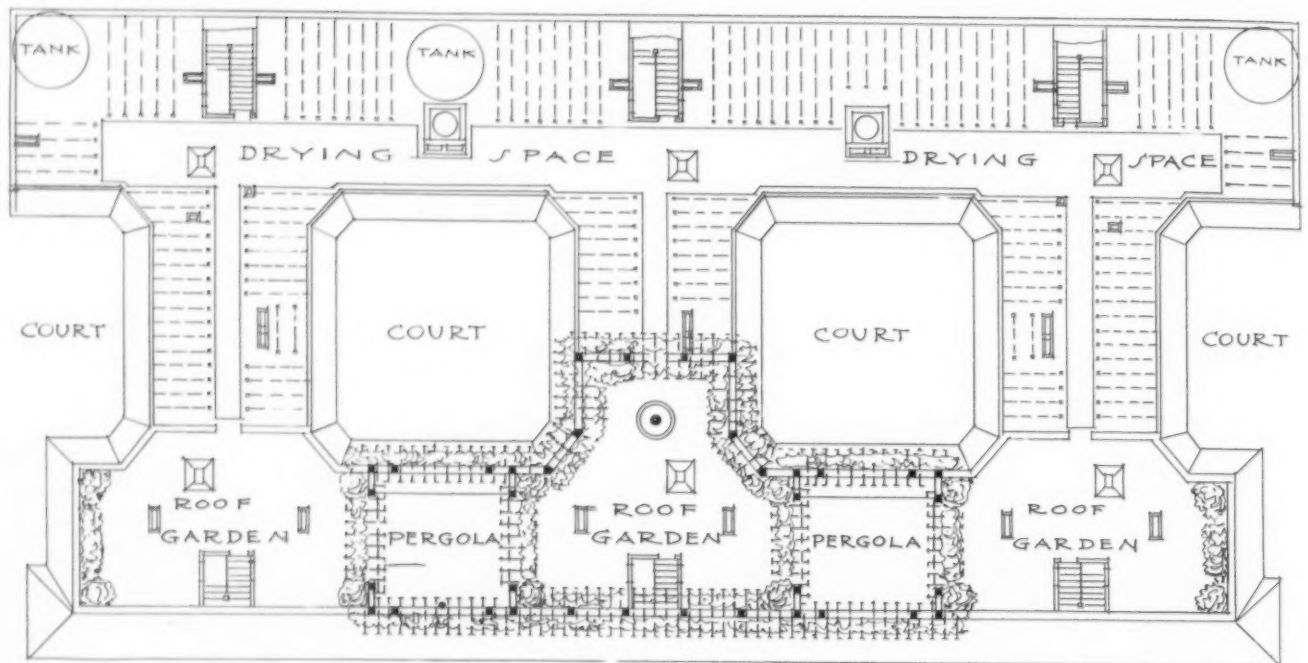 TANK
TANK
TANK
DRYING SPACE
DRYING SPACE
COURT
COURT
COURT
COURT
ROOF
GARDEN
PERGOLA
ROOF
GARDEN
PERGOLA
ROOF
GARDEN